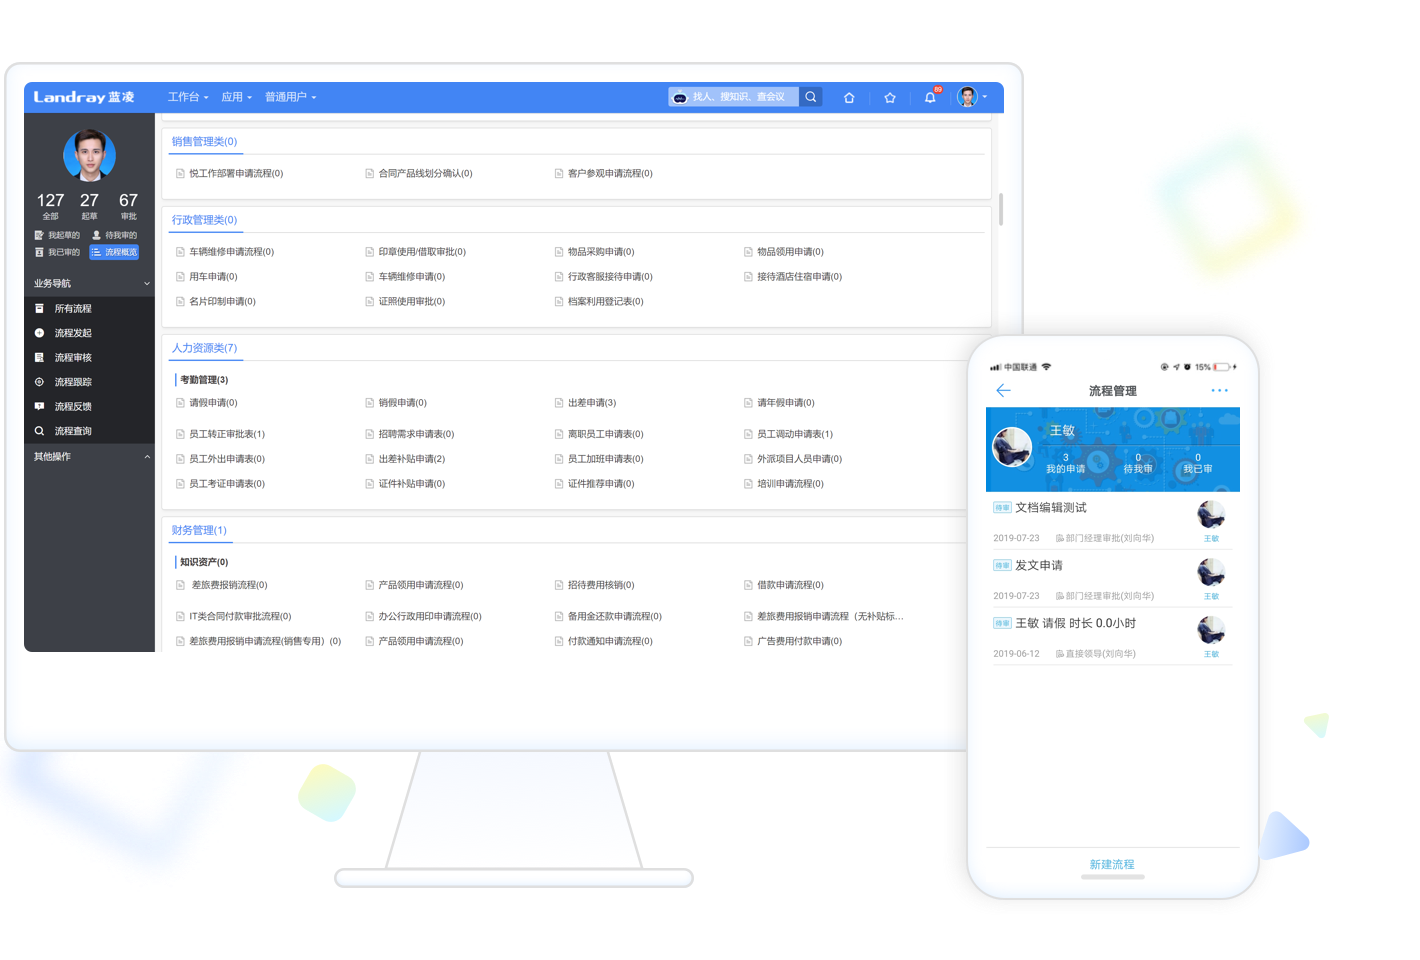 Landray 蓝凌 工作台 应用 普通用户 找人、搜知识、查会议 89
127 27 67
全部 起草 审批
我起草的 待我审的
我已审的 流程概览
业务导航
所有流程
流程发起
流程审核
流程跟踪
流程反馈
流程查询
其他操作
销售管理类(0)
悦工作部署申请流程(0) 合同产品线划分确认(0) 客户参观申请流程(0)
行政管理类(0)
车辆维修申请流程(0) 印章使用/借取审批(0) 物品采购申请(0) 物品领用申请(0)
用车申请(0) 车辆维修申请(0) 行政客服接待申请(0) 接待酒店住宿申请(0)
名片印制申请(0) 证照使用审批(0) 档案利用登记表(0)
人力资源类(7)
考勤管理(3)
请假申请(0) 销假申请(0) 出差申请(3) 请年假申请(0)
员工转正审批表(1) 招聘需求申请表(0) 离职员工申请表(0) 员工调动申请表(1)
员工外出申请表(0) 出差补贴申请(2) 员工加班申请表(0) 外派项目人员申请(0)
员工考证申请表(0) 证件补贴申请(0) 证件推荐申请(0) 培训申请流程(0)
财务管理(1)
知识资产(0)
差旅费报销流程(0) 产品领用申请流程(0) 招待费用核销(0) 借款申请流程(0)
IT类合同付款审批流程(0) 办公行政用印申请流程(0) 备用金还款申请流程(0) 差旅费用报销申请流程（无补贴标...
差旅费用报销申请流程(销售专用）(0) 产品领用申请流程(0) 付款通知申请流程(0) 广告费用付款申请(0)
中国联通 15%
流程管理
王敏
3 0 0
我的申请 待我审 我已审
待审 文档编辑测试
2019-07-23 部门经理审批(刘向华) 王敏
待审 发文申请
2019-07-23 部门经理审批(刘向华) 王敏
待审 王敏 请假 时长 0.0小时
2019-06-12 直接领导(刘向华) 王敏
新建流程